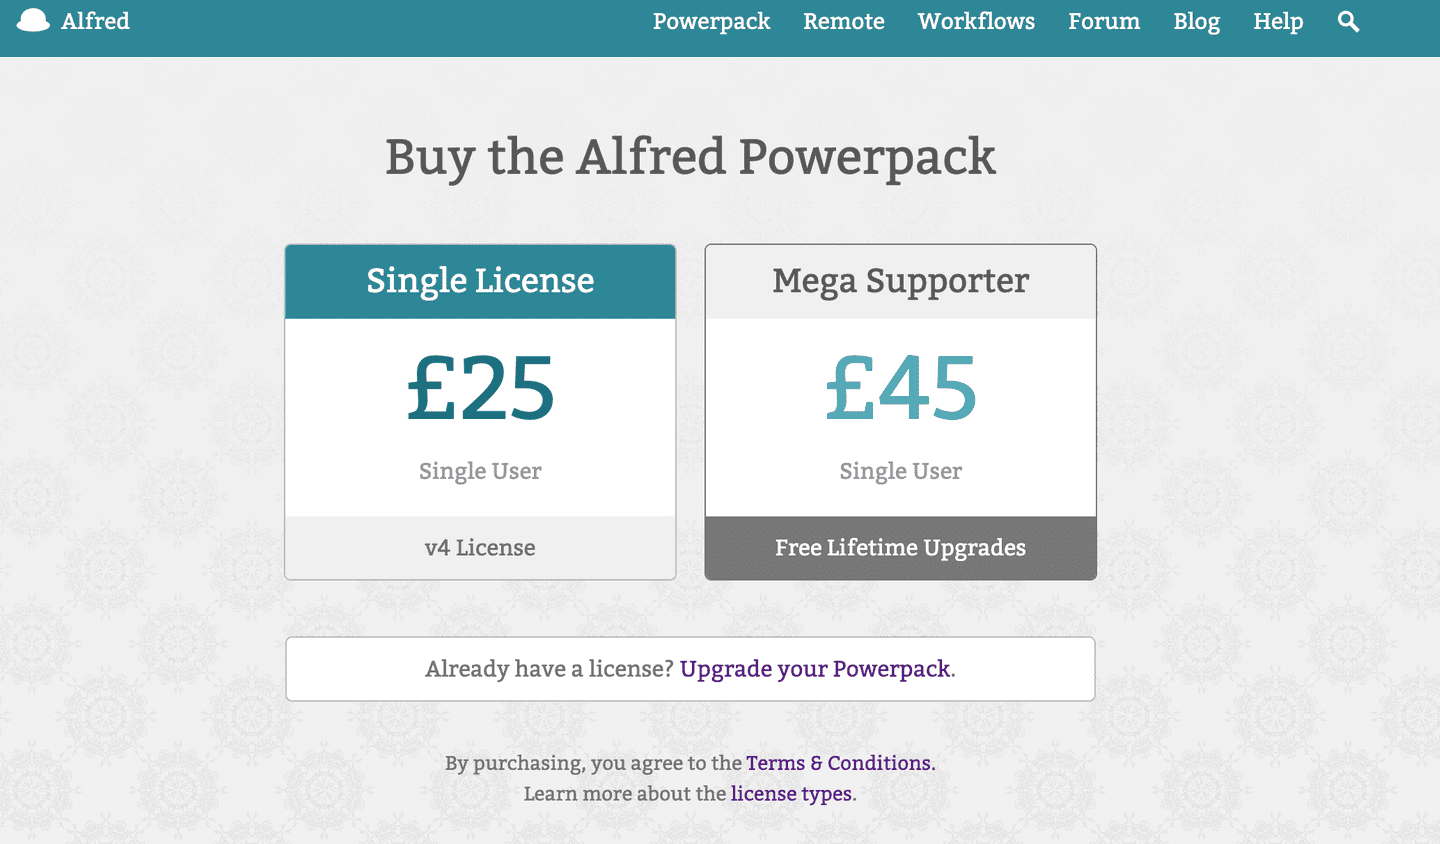 Alfred Powerpack Remote Workflows Forum Blog Help
Buy the Alfred Powerpack
Single License
£25
Single User
v4 License
Mega Supporter
£45
Single User
Free Lifetime Upgrades
Already have a license? Upgrade your Powerpack.
By purchasing, you agree to the Terms & Conditions.
Learn more about the license types.